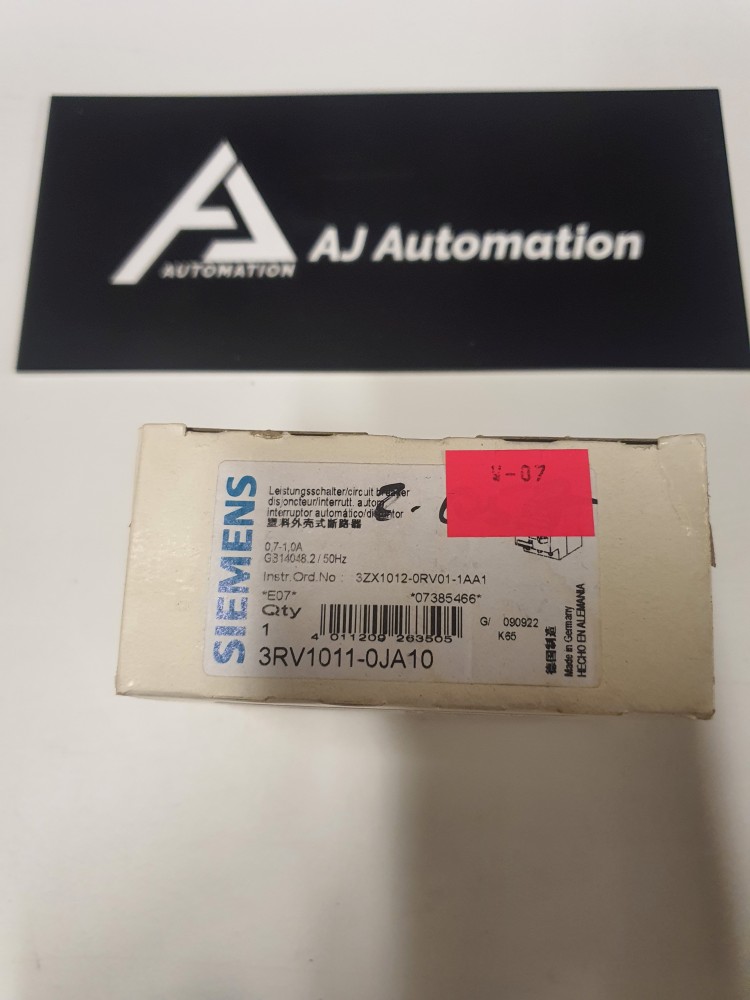 AUTOMATION
AJ Automation
SIEMENS
Leistungsschalter/circuit breaker
disjoncteur/interrutt. autom
interruptor automático/
塑料外壳式断路器
V-07
0,7-1,0A
GB14048.2 / 50Hz
Instr.Ord.No : 3ZX1012-0RV01-1AA1
*E07* *07385466*
Qty
1
4 011209 263505
G/ 090922
K65
3RV1011-0JA10
德国制造
Made in Germany
HECHO EN ALEMANIA